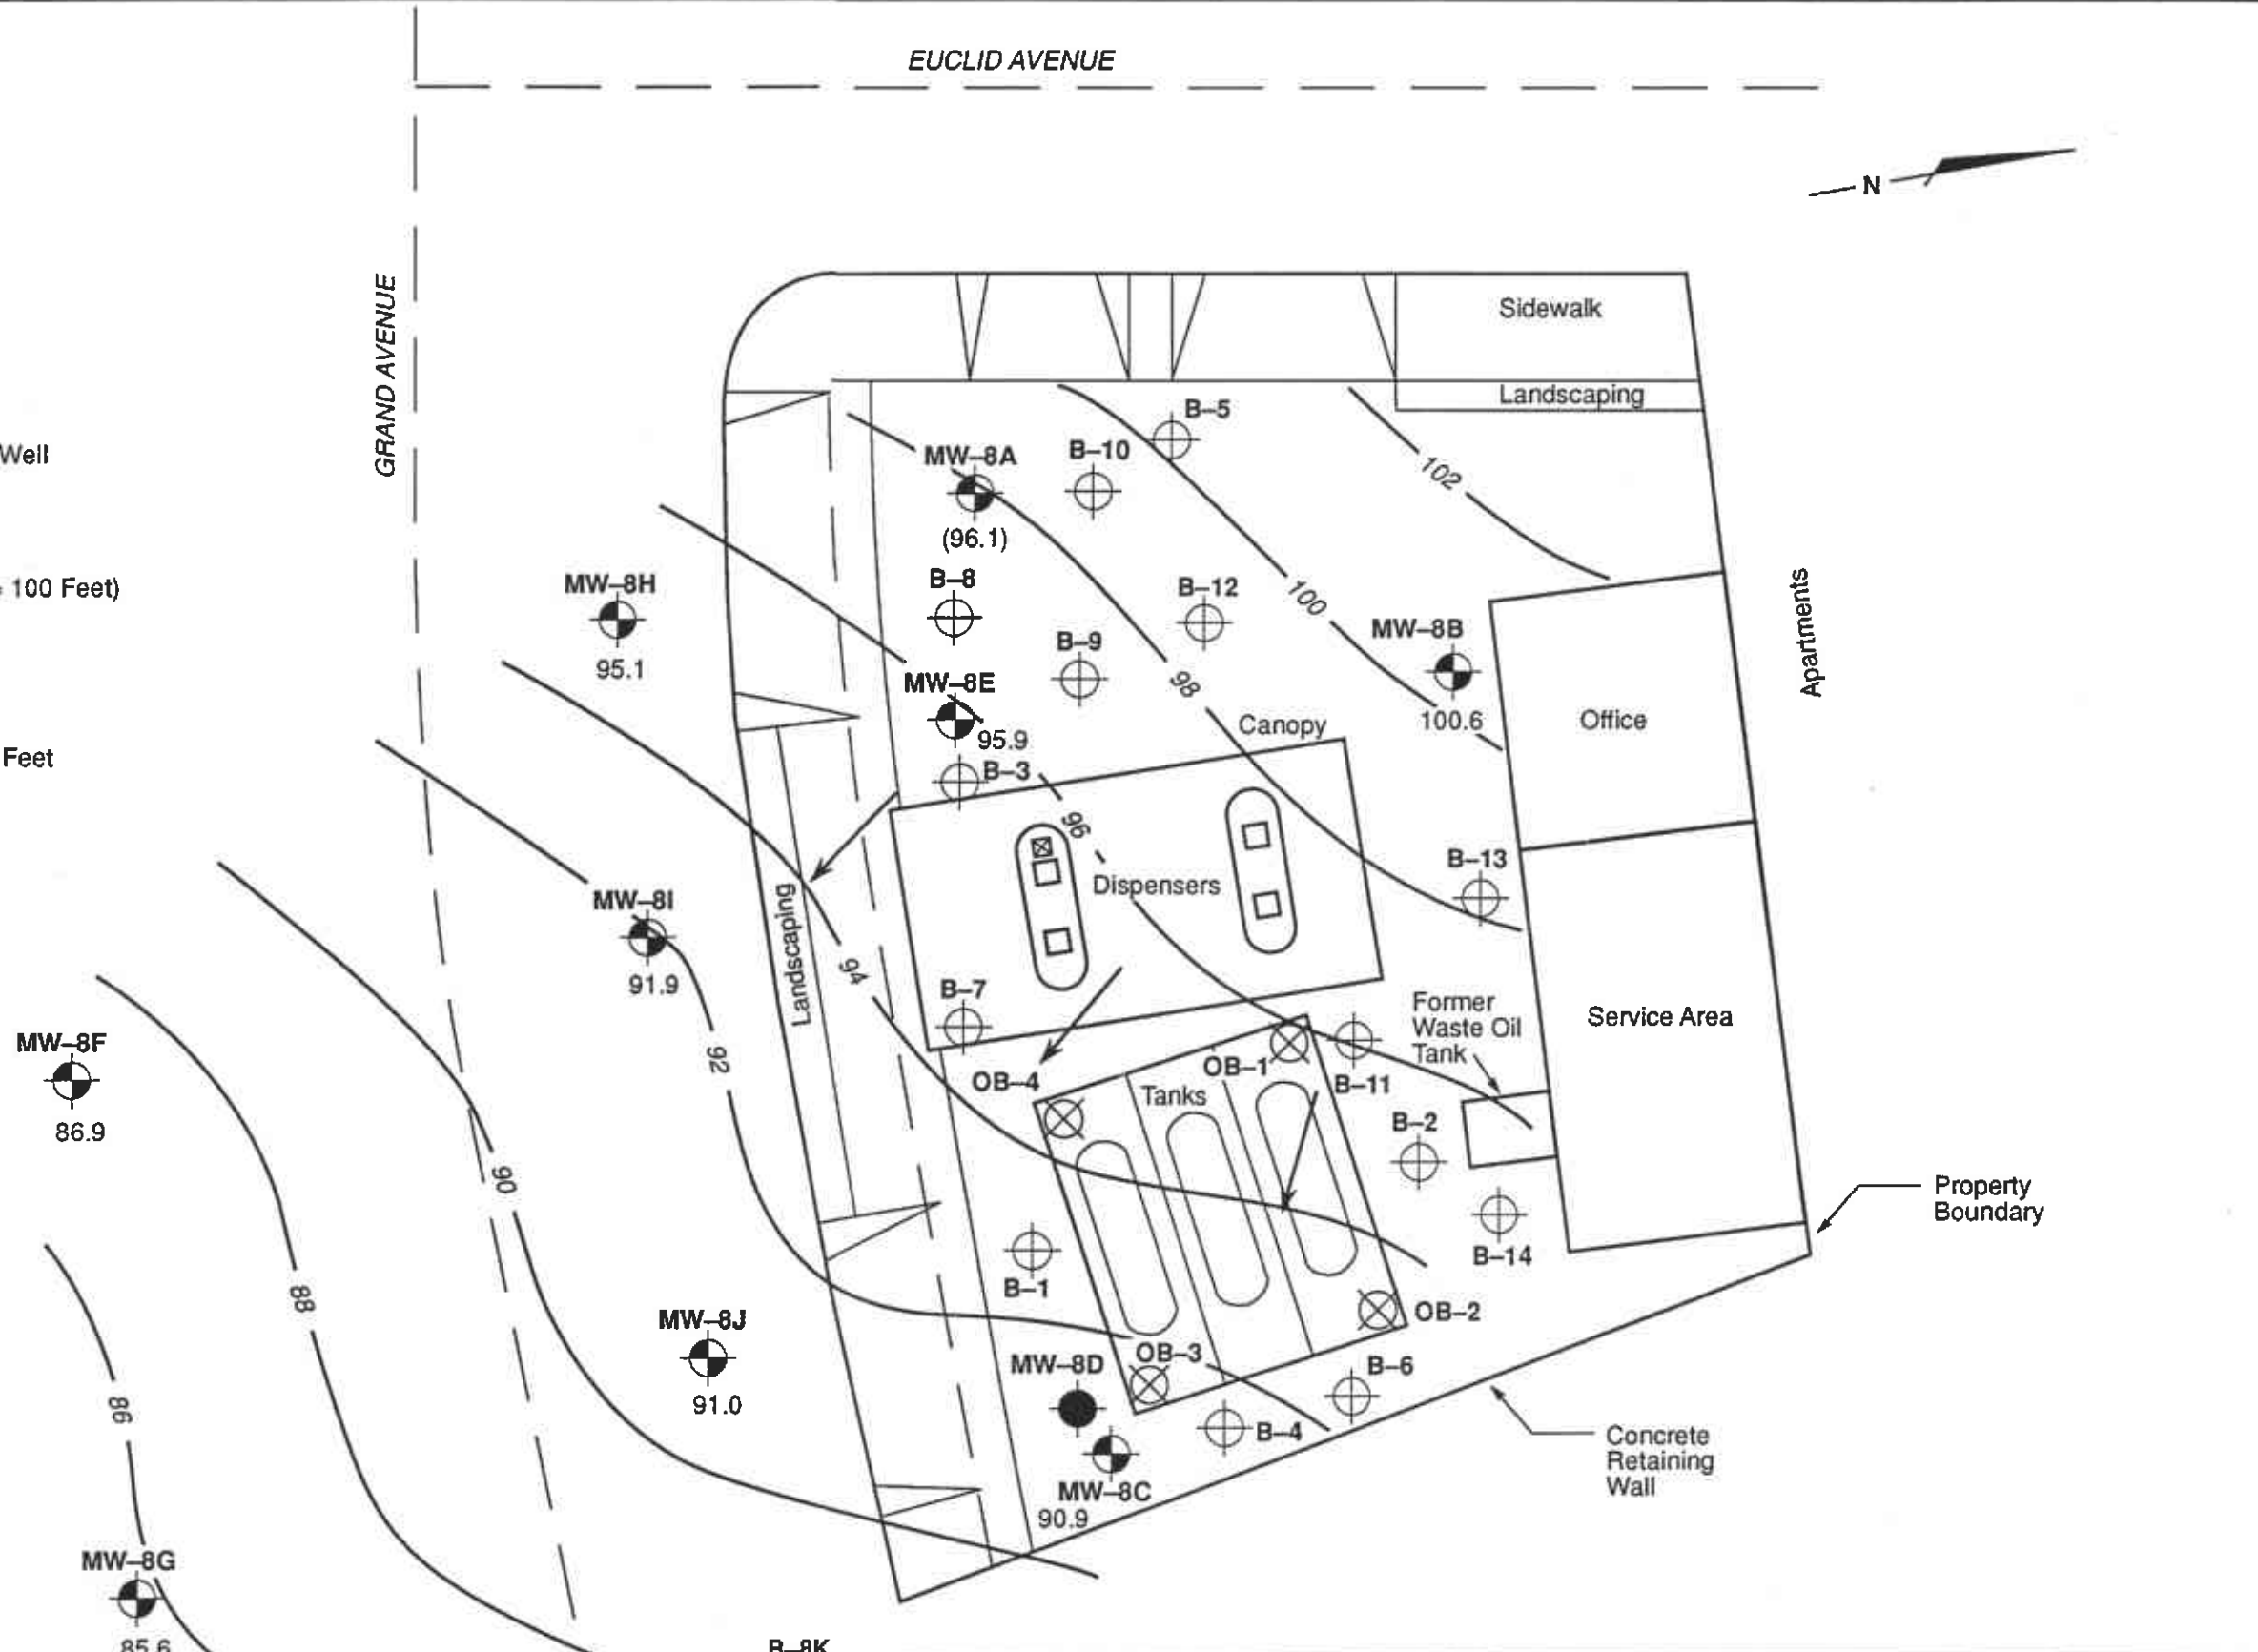 EUCLID AVENUE
N
GRAND AVENUE
Sidewalk
Landscaping
Well
100 Feet)
Feet
B–5
MW–8A
B–10
(96.1)
102
MW–8H
95.1
B–8
B–12
100
MW–8B
100.6
Apartments
B–9
MW–8E
95.9
98
Canopy
Office
B–3
96
Dispensers
B–13
MW–8I
91.9
Landscaping
94
B–7
Former
Waste Oil
Tank
Service Area
MW–8F
86.9
92
OB–4
OB–1
Tanks
B–11
B–2
90
Property
Boundary
B–14
B–1
88
OB–2
MW–8J
91.0
MW–8D
OB–3
B–6
86
B–4
Concrete
Retaining
Wall
MW–8C
90.9
MW–8G
85.6
B–8K